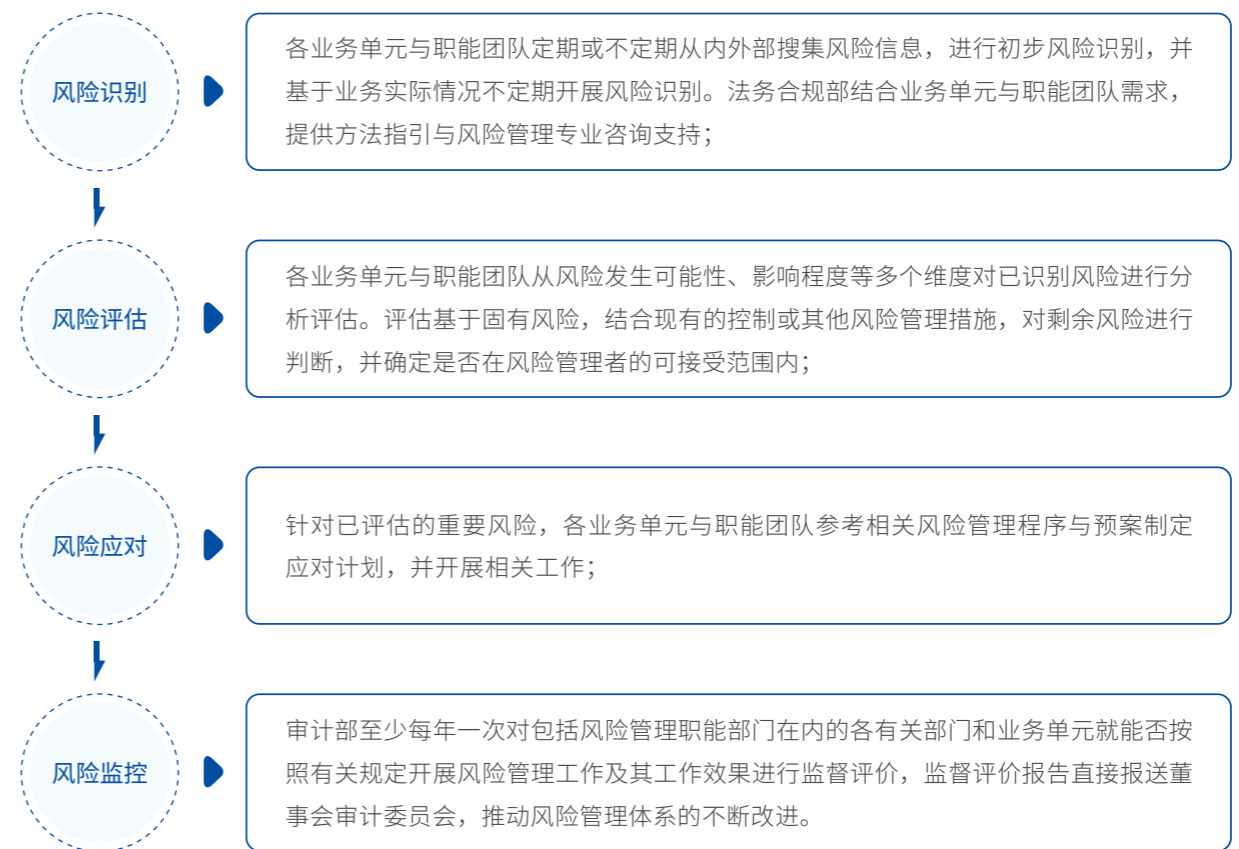 风险识别
各业务单元与职能团队定期或不定期从内外部搜集风险信息，进行初步风险识别，并
基于业务实际情况不定期开展风险识别。法务合规部结合业务单元与职能团队需求，
提供方法指引与风险管理专业咨询支持；
风险评估
各业务单元与职能团队从风险发生可能性、影响程度等多个维度对已识别风险进行分
析评估。评估基于固有风险，结合现有的控制或其他风险管理措施，对剩余风险进行
判断，并确定是否在风险管理者的可接受范围内；
风险应对
针对已评估的重要风险，各业务单元与职能团队参考相关风险管理程序与预案制定
应对计划，并开展相关工作；
风险监控
审计部至少每年一次对包括风险管理职能部门在内的各有关部门和业务单元就能否按
照有关规定开展风险管理工作及其工作效果进行监督评价，监督评价报告直接报送董
事会审计委员会，推动风险管理体系的不断改进。